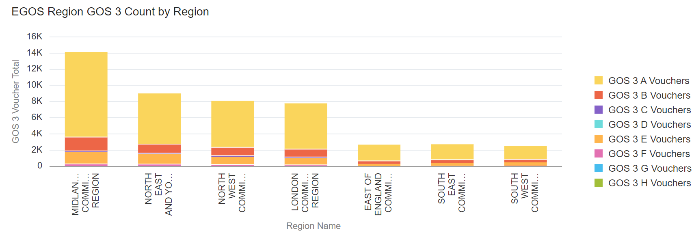 EGOS Region GOS 3 Count by Region
GOS 3 Voucher Total
16K
14K
12K
10K
8K
6K
4K
2K
0
MIDLAN...
COMMI...
REGION
NORTH
EAST
AND YO...
NORTH
WEST
COMMI...
LONDON
COMMI...
REGION
EAST OF
ENGLAND
COMMI...
SOUTH
EAST
COMMI...
SOUTH
WEST
COMMI...
Region Name
GOS 3 A Vouchers
GOS 3 B Vouchers
GOS 3 C Vouchers
GOS 3 D Vouchers
GOS 3 E Vouchers
GOS 3 F Vouchers
GOS 3 G Vouchers
GOS 3 H Vouchers